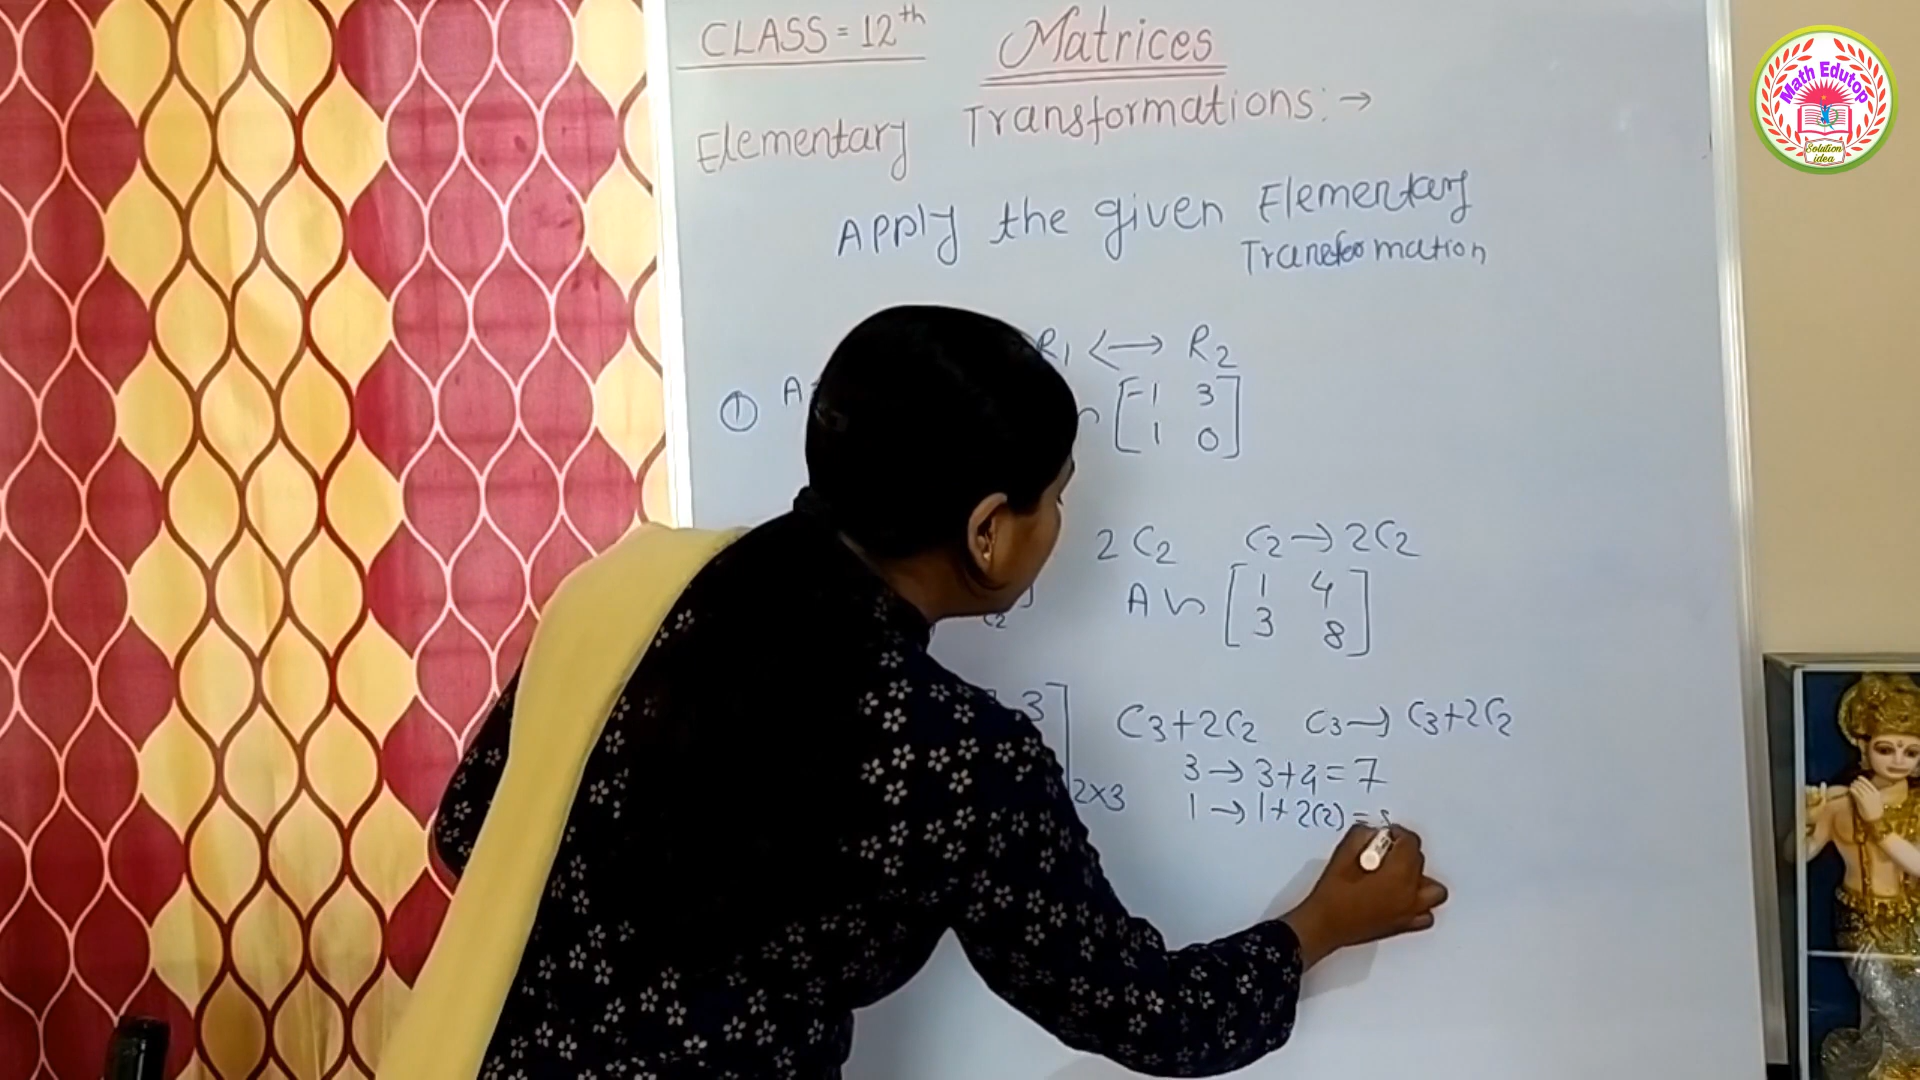 CLASS = 12th
Matrices
Elementary Transformations: →
Apply the given Elementary
Transformation
R1 <—> R2
① A
[-1 3
1 0]
2C2 C2 → 2C2
A ~ [1 4
3 8]
C2
3]
C3+2C2 C3 → C3+2C2
3 → 3+4=7
2×3
1 → 1+2(2)=
Math Edutop
Solution
idea